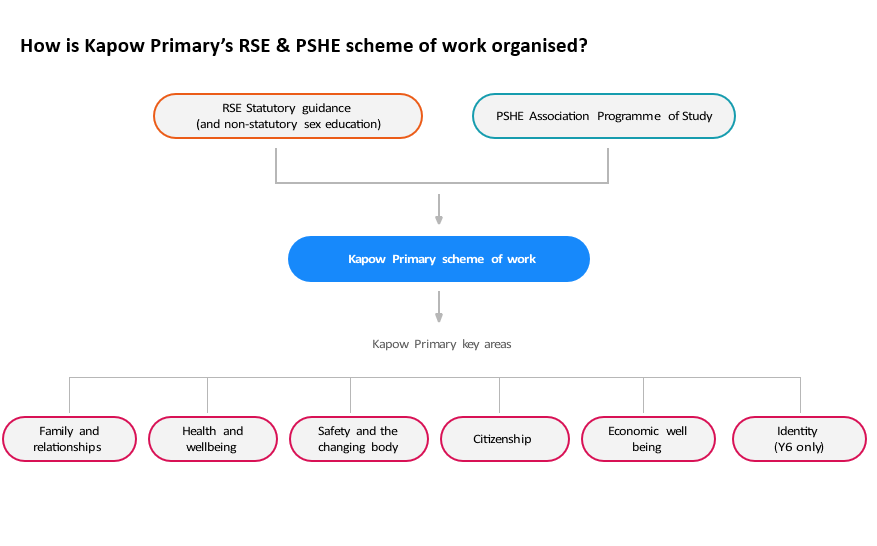 How is Kapow Primary’s RSE & PSHE scheme of work organised?
RSE Statutory guidance
(and non-statutory sex education)
PSHE Association Programme of Study
Kapow Primary scheme of work
Kapow Primary key areas
Family and
relationships
Health and
wellbeing
Safety and the
changing body
Citizenship
Economic well
being
Identity
(Y6 only)